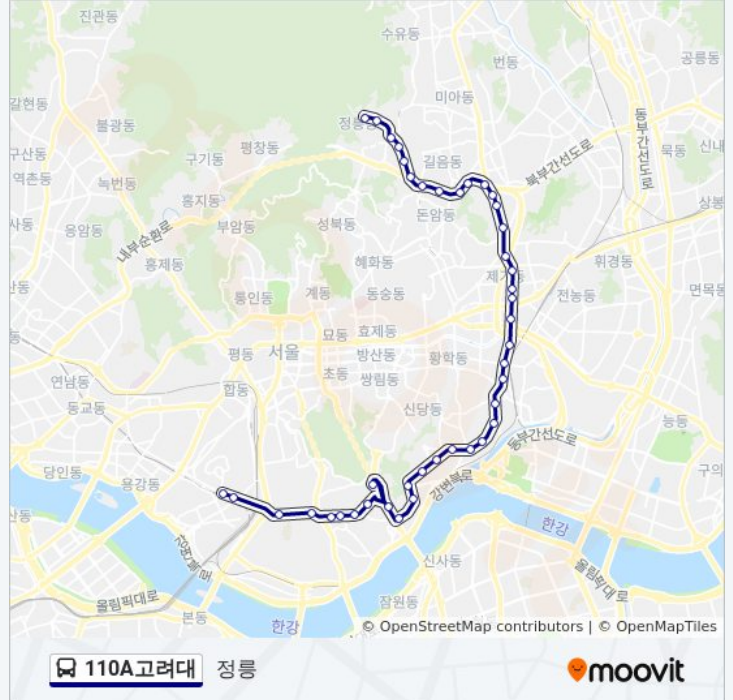 진관동
수유동
공릉동
번동
미아동
갈현동
불광동
정릉동
동부간선도로
묵동
신내
구산동
구기동
평창동
길음동
북부간선도로
역촌동
녹번동
홍지동
상봉
사동
응암동
내부순환로
부암동
성북동
돈암동
홍제동
혜화동
제기동
휘경동
통인동
계동
동숭동
전농동
면목동
묘동
효제동
평동
서울
방산동
황학동
연남동
합동
초동
쌍림동
동교동
신당동
능동
동부간선도로
당인동
용강동
강변북로
구의
한강
강변북로
신사동
올림픽대로
올림픽대로
본동
잠원동
한강
© OpenStreetMap contributors | © OpenMapTiles
110A고려대 정릉
moovit